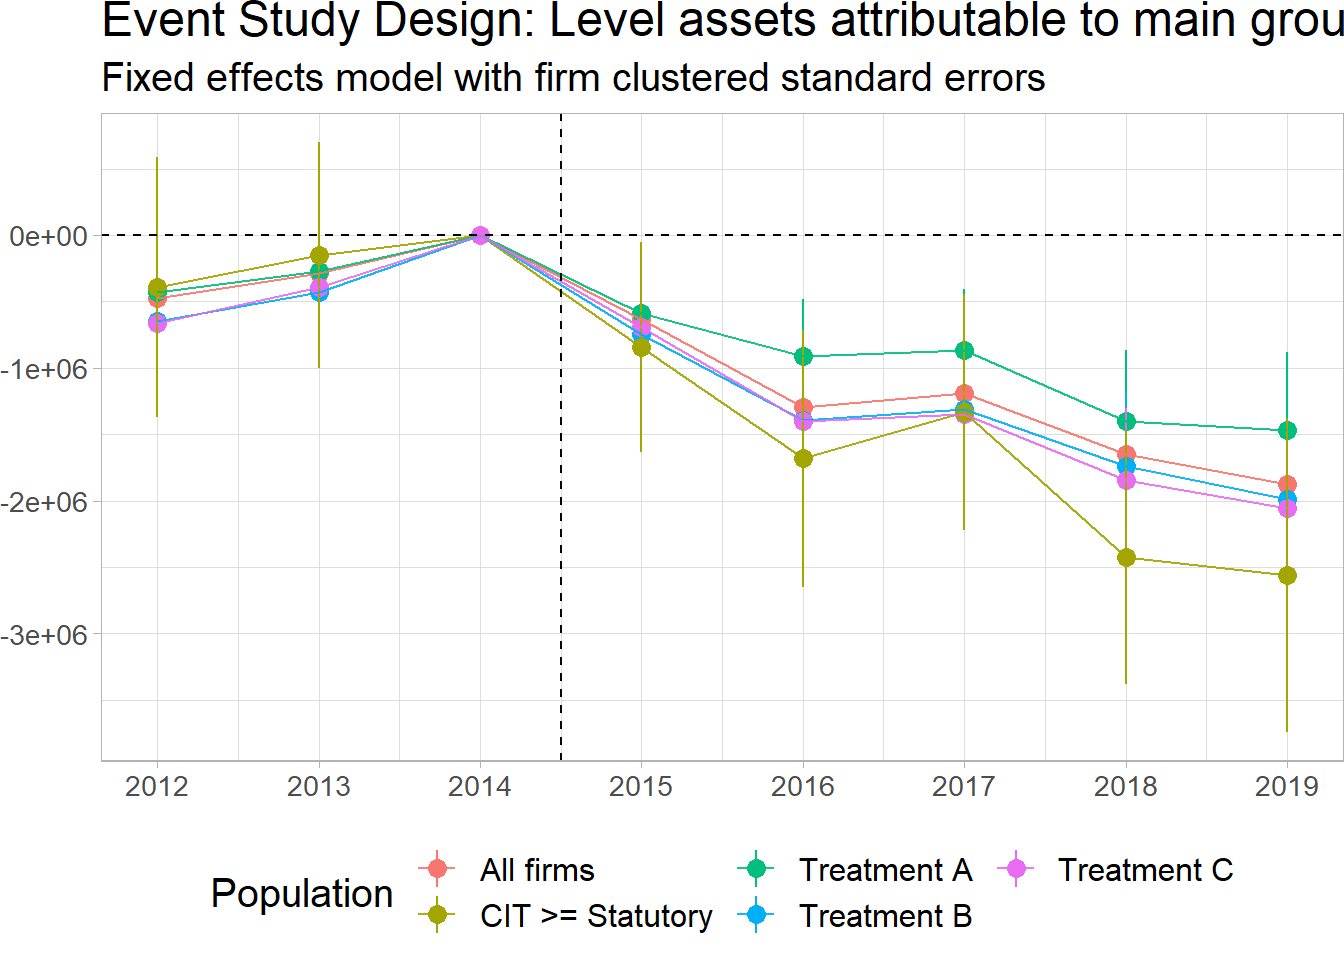 Event Study Design: Level assets attributable to main grou
Fixed effects model with firm clustered standard errors
0e+00
-1e+06
-2e+06
-3e+06
2012 2013 2014 2015 2016 2017 2018 2019
Population
All firms Treatment A Treatment C
CIT >= Statutory Treatment B